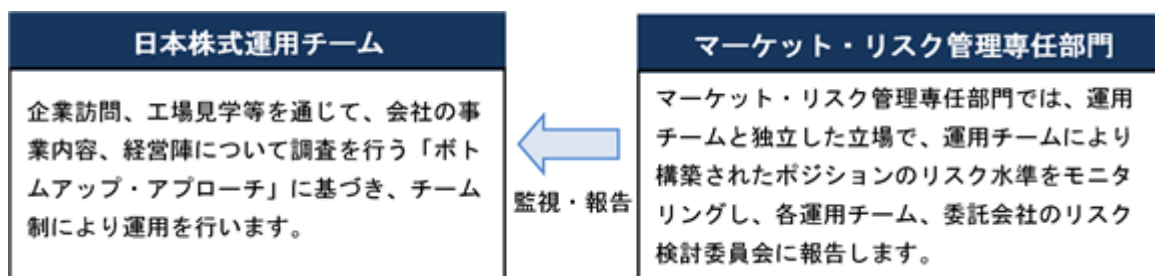 日本株式運用チーム
企業訪問、工場見学等を通じて、会社の事
業内容、経営陣について調査を行う「ボト
ムアップ・アプローチ」に基づき、チーム
制により運用を行います。
監視・報告
マーケット・リスク管理専任部門
マーケット・リスク管理専任部門では、運用
チームと独立した立場で、運用チームにより
構築されたポジションのリスク水準をモニタ
リングし、各運用チーム、委託会社のリスク
検討委員会に報告します。